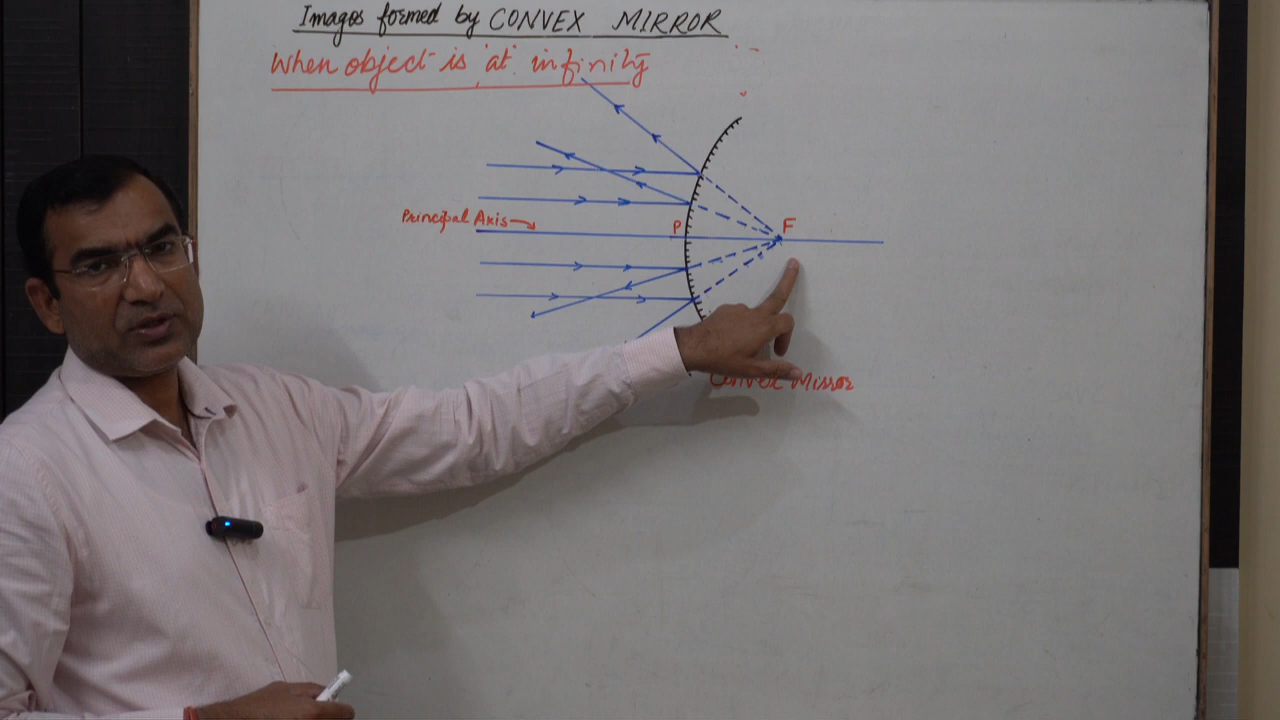 Images formed by CONVEX MIRROR
When object is 'at' infinity
Principal Axis
P
F
Convex Mirror